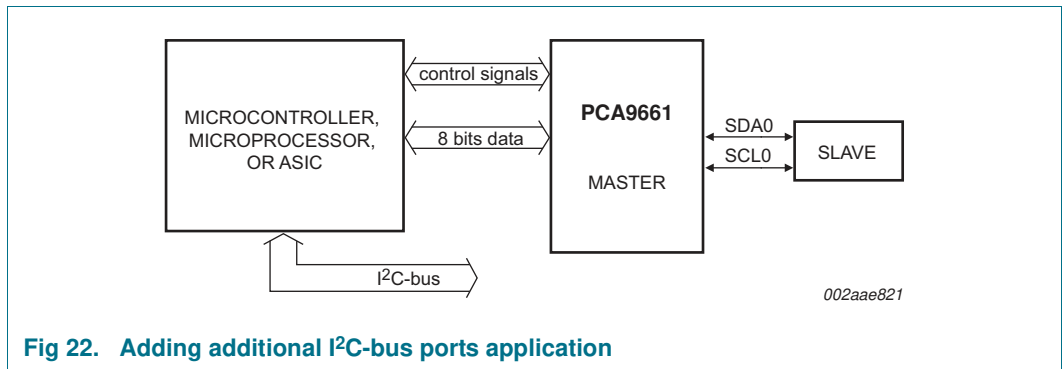 MICROCONTROLLER,
MICROPROCESSOR,
OR ASIC
control signals
8 bits data
I2C-bus
PCA9661
MASTER
SDA0
SCL0
SLAVE
002aae821
Fig 22. Adding additional I2C-bus ports application